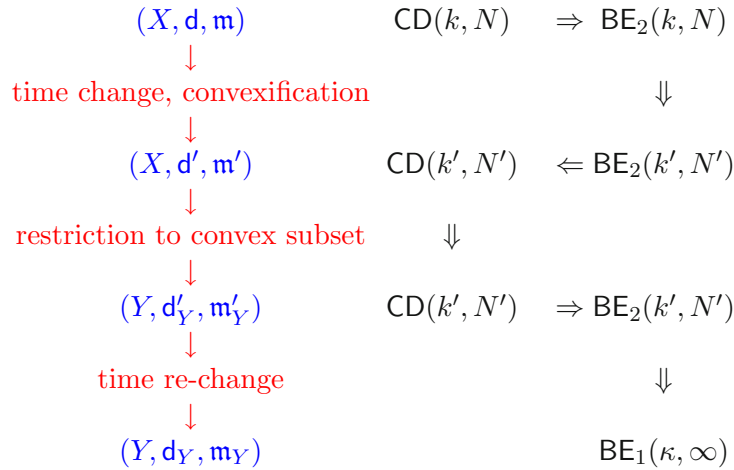 (X, d, m) CD(k, N) ⇒ BE₂(k, N)
↓
time change, convexification ⇓
↓
(X, d′, m′) CD(k′, N′) ⇐ BE₂(k′, N′)
↓
restriction to convex subset ⇓
↓
(Y, d′_Y, m′_Y) CD(k′, N′) ⇒ BE₂(k′, N′)
↓
time re-change ⇓
↓
(Y, d_Y, m_Y) BE₁(κ, ∞)